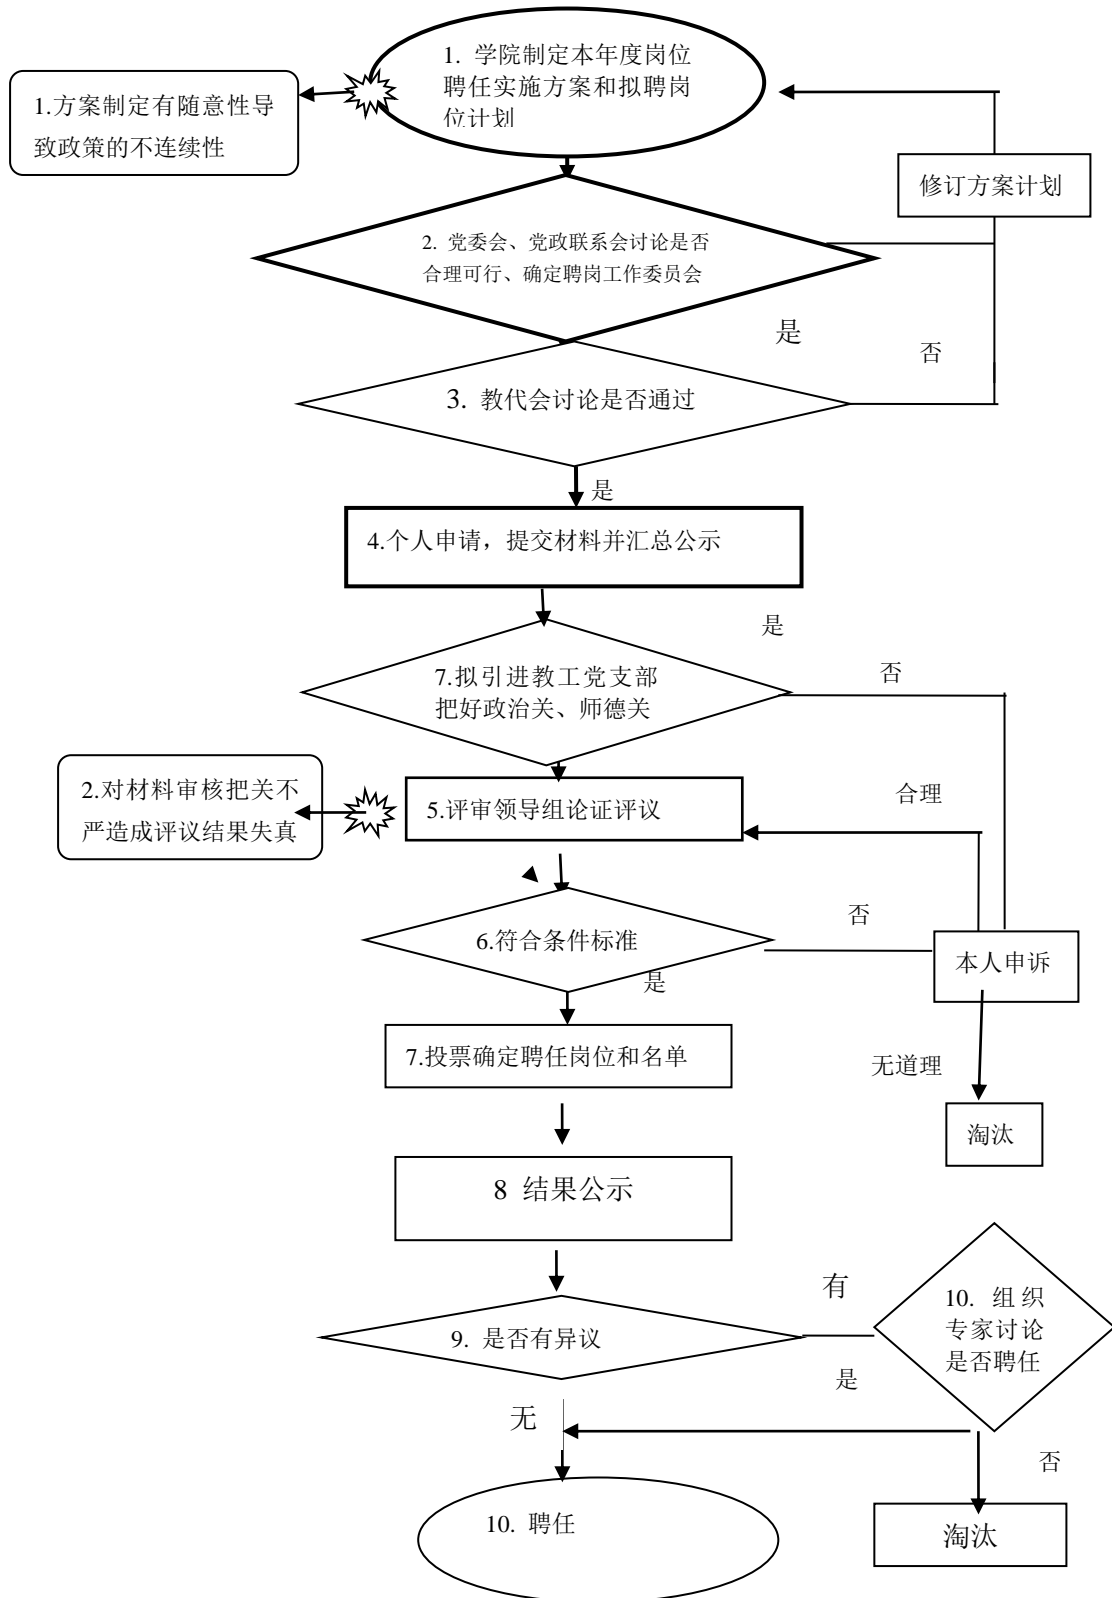 1. 学院制定本年度岗位
聘任实施方案和拟聘岗
位计划
1.方案制定有随意性导
致政策的不连续性
修订方案计划
2. 党委会、党政联系会讨论是否
合理可行、确定聘岗工作委员会
是
否
3. 教代会讨论是否通过
是
4.个人申请，提交材料并汇总公示
是
否
7.拟引进教工党支部
把好政治关、师德关
2.对材料审核把关不
严造成评议结果失真
5.评审领导组论证评议
合理
否
6.符合条件标准
是
本人申诉
7.投票确定聘任岗位和名单
无道理
淘汰
8 结果公示
有
10. 组织
专家讨论
是否聘任
9. 是否有异议
是
无
否
10. 聘任
淘汰